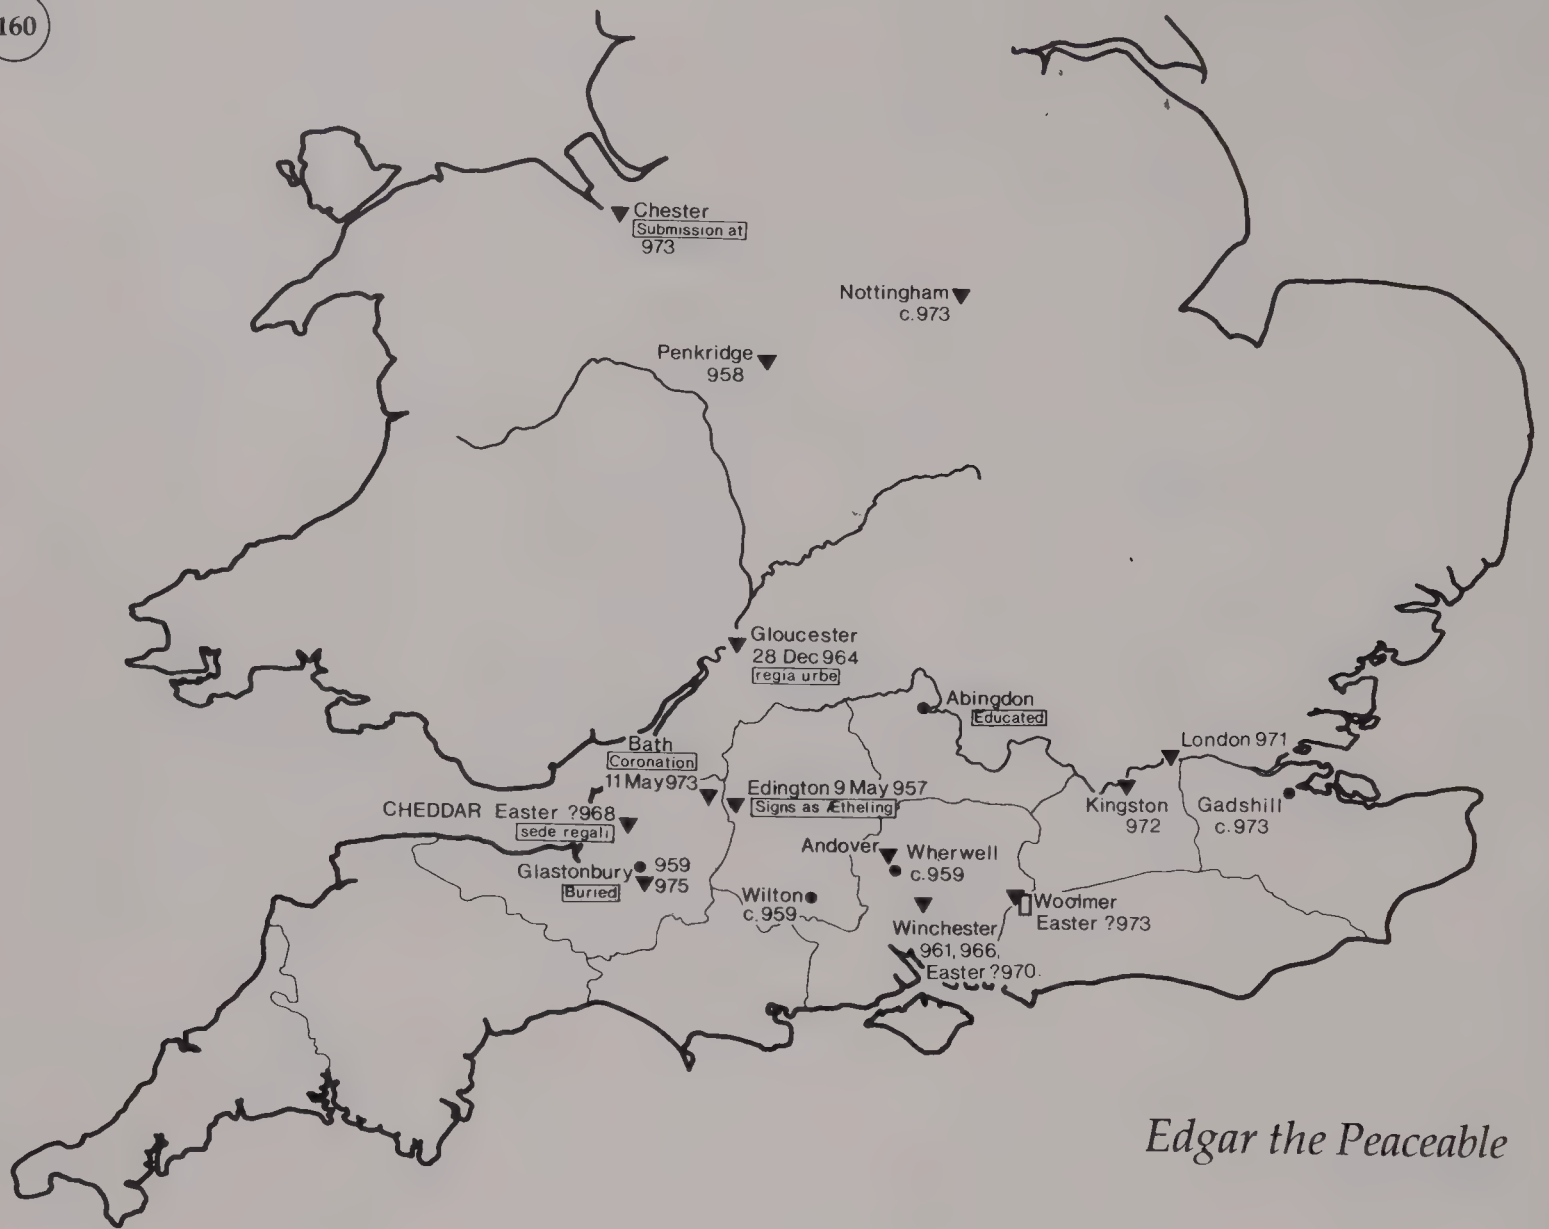 160
Chester
Submission at
973
Nottingham
c.973
Penkridge
958
Gloucester
28 Dec 964
regia urbe
Abingdon
Educated
London 971
Bath
Coronation
11 May 973
Edington 9 May 957
Signs as Ætheling
Kingston
972
Gadshill
c.973
CHEDDAR Easter ?968
sede regali
Andover
Wherwell
c.959
Glastonbury 959
Buried 975
Wilton
c.959
Woolmer
Easter ?973
Winchester
961, 966,
Easter ?970.
Edgar the Peaceable